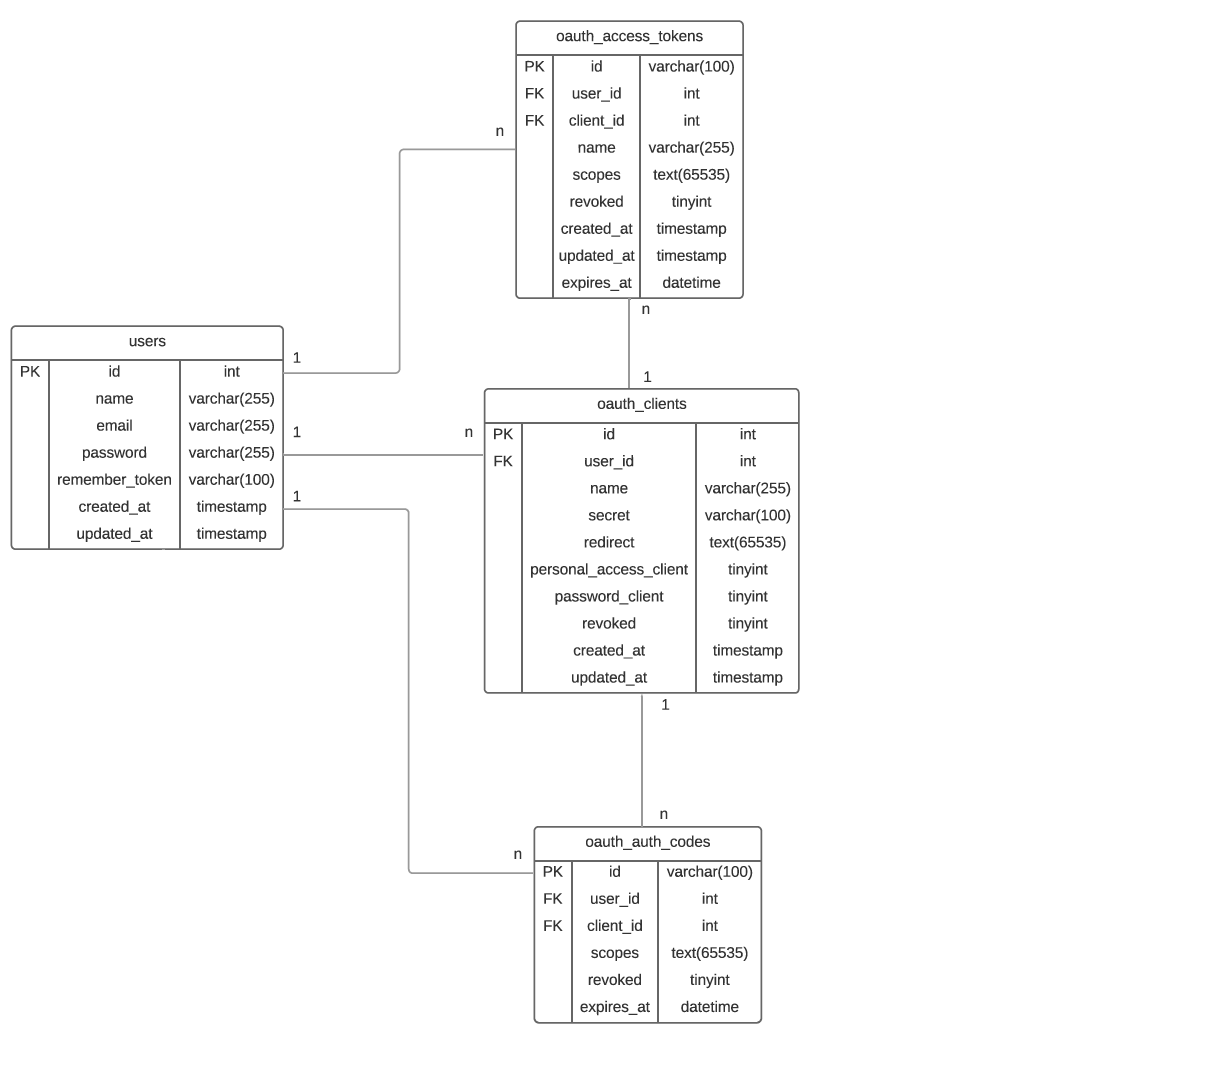 oauth_access_tokens
PK id varchar(100)
FK user_id int
FK client_id int
name varchar(255)
scopes text(65535)
revoked tinyint
created_at timestamp
updated_at timestamp
expires_at datetime
n
n
1
users
PK id int
name varchar(255)
email varchar(255)
password varchar(255)
remember_token varchar(100)
created_at timestamp
updated_at timestamp
1
1
1
n
oauth_clients
PK id int
FK user_id int
name varchar(255)
secret varchar(100)
redirect text(65535)
personal_access_client tinyint
password_client tinyint
revoked tinyint
created_at timestamp
updated_at timestamp
1
n
n
oauth_auth_codes
PK id varchar(100)
FK user_id int
FK client_id int
scopes text(65535)
revoked tinyint
expires_at datetime